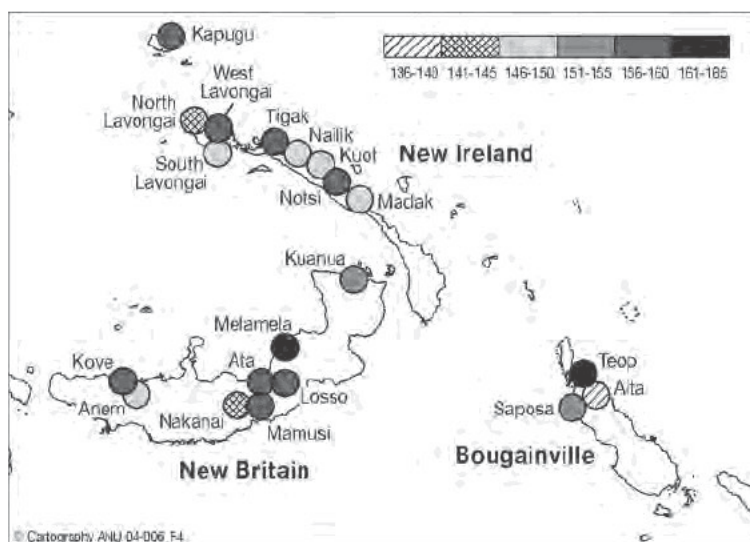 Kapugu
136-140 141-145 146-150 151-155 156-160 161-165
West
Lavongai
North
Lavongai
Tigak
Nailik
Kuot
New Ireland
South
Lavongai
Notsi
Madak
Kuanua
Melamela
Kove
Ata
Teop
Aita
Anem
Losso
Nakanai
Saposa
Mamusi
Bougainville
New Britain
© Cartography ANU 04-006_F4